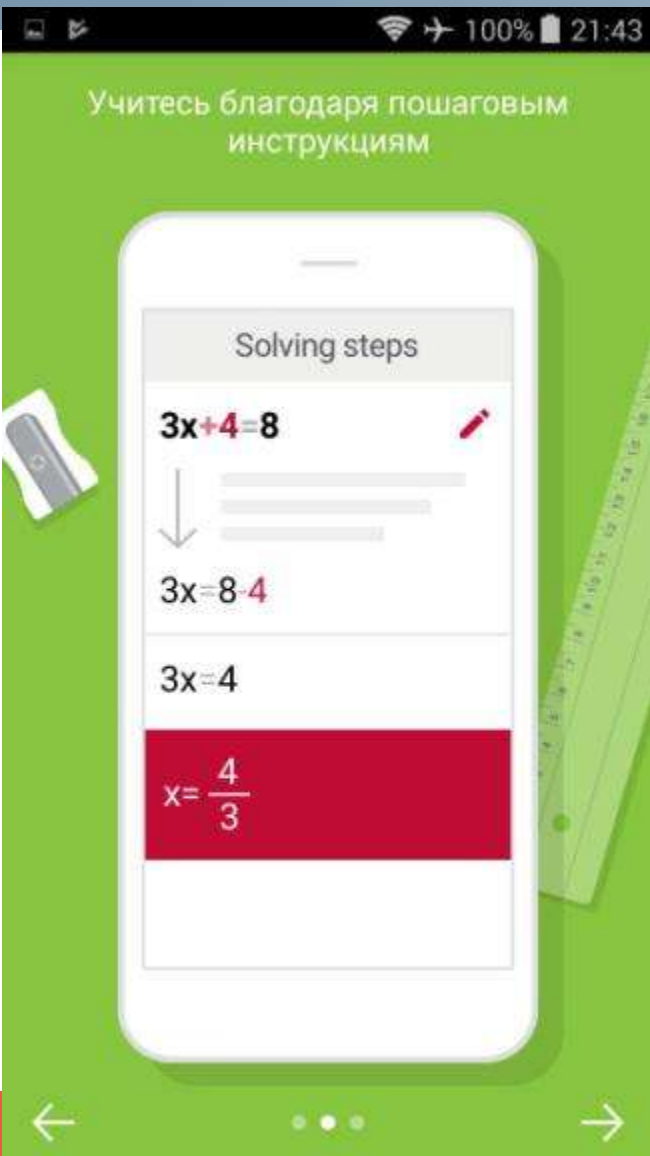 100% 21:43
Учитесь благодаря пошаговым
инструкциям
Solving steps
3x+4=8
3x=8-4
3x=4
x= 4/3